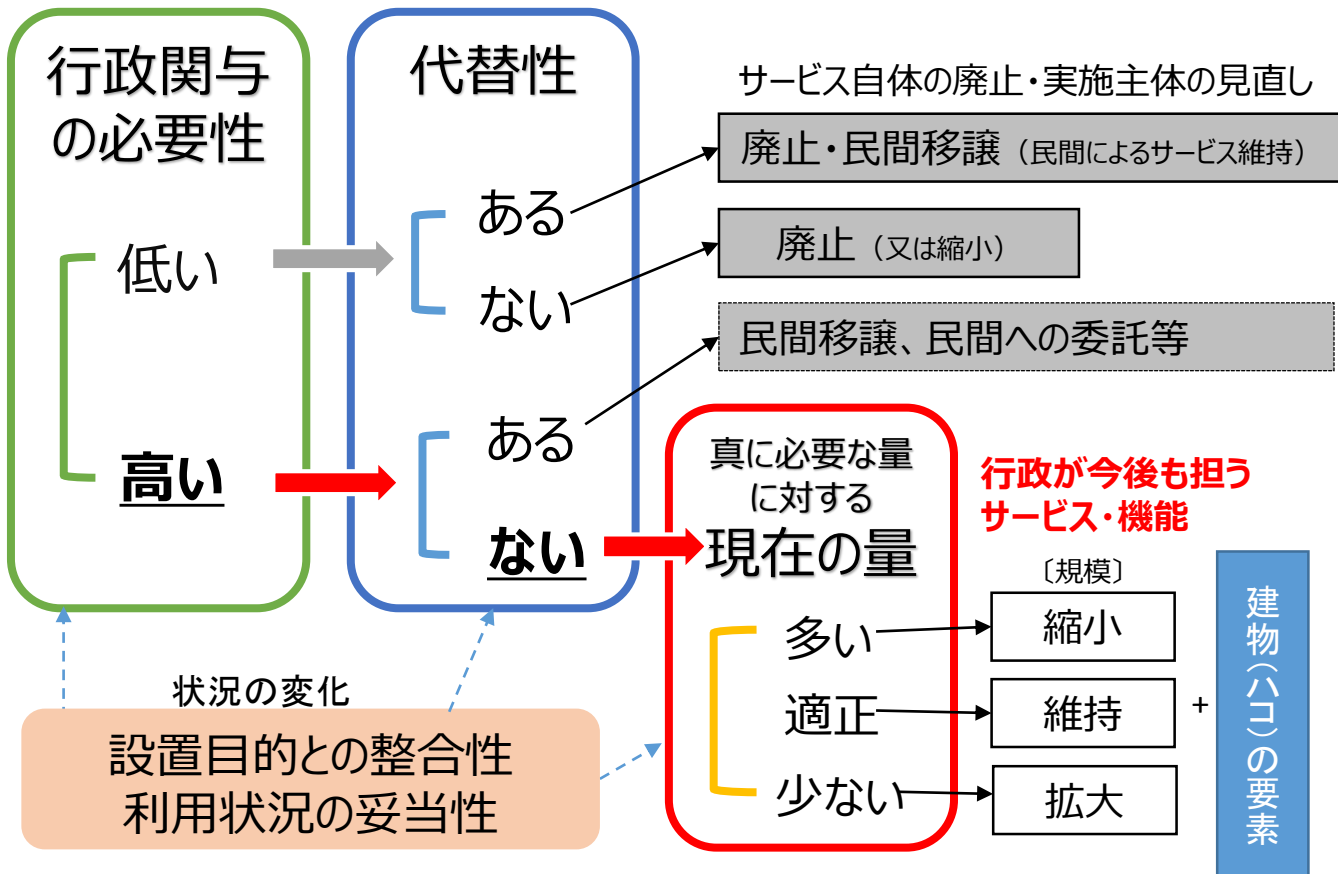 行政関与
の必要性
低い
高い
代替性
ある
ない
ある
ない
サービス自体の廃止・実施主体の見直し
廃止・民間移譲（民間によるサービス維持）
廃止（又は縮小）
民間移譲、民間への委託等
真に必要な量
に対する
現在の量
多い
適正
少ない
行政が今後も担う
サービス・機能
〔規模〕
縮小
維持
拡大
+
建物（ハコ）の要素
状況の変化
設置目的との整合性
利用状況の妥当性